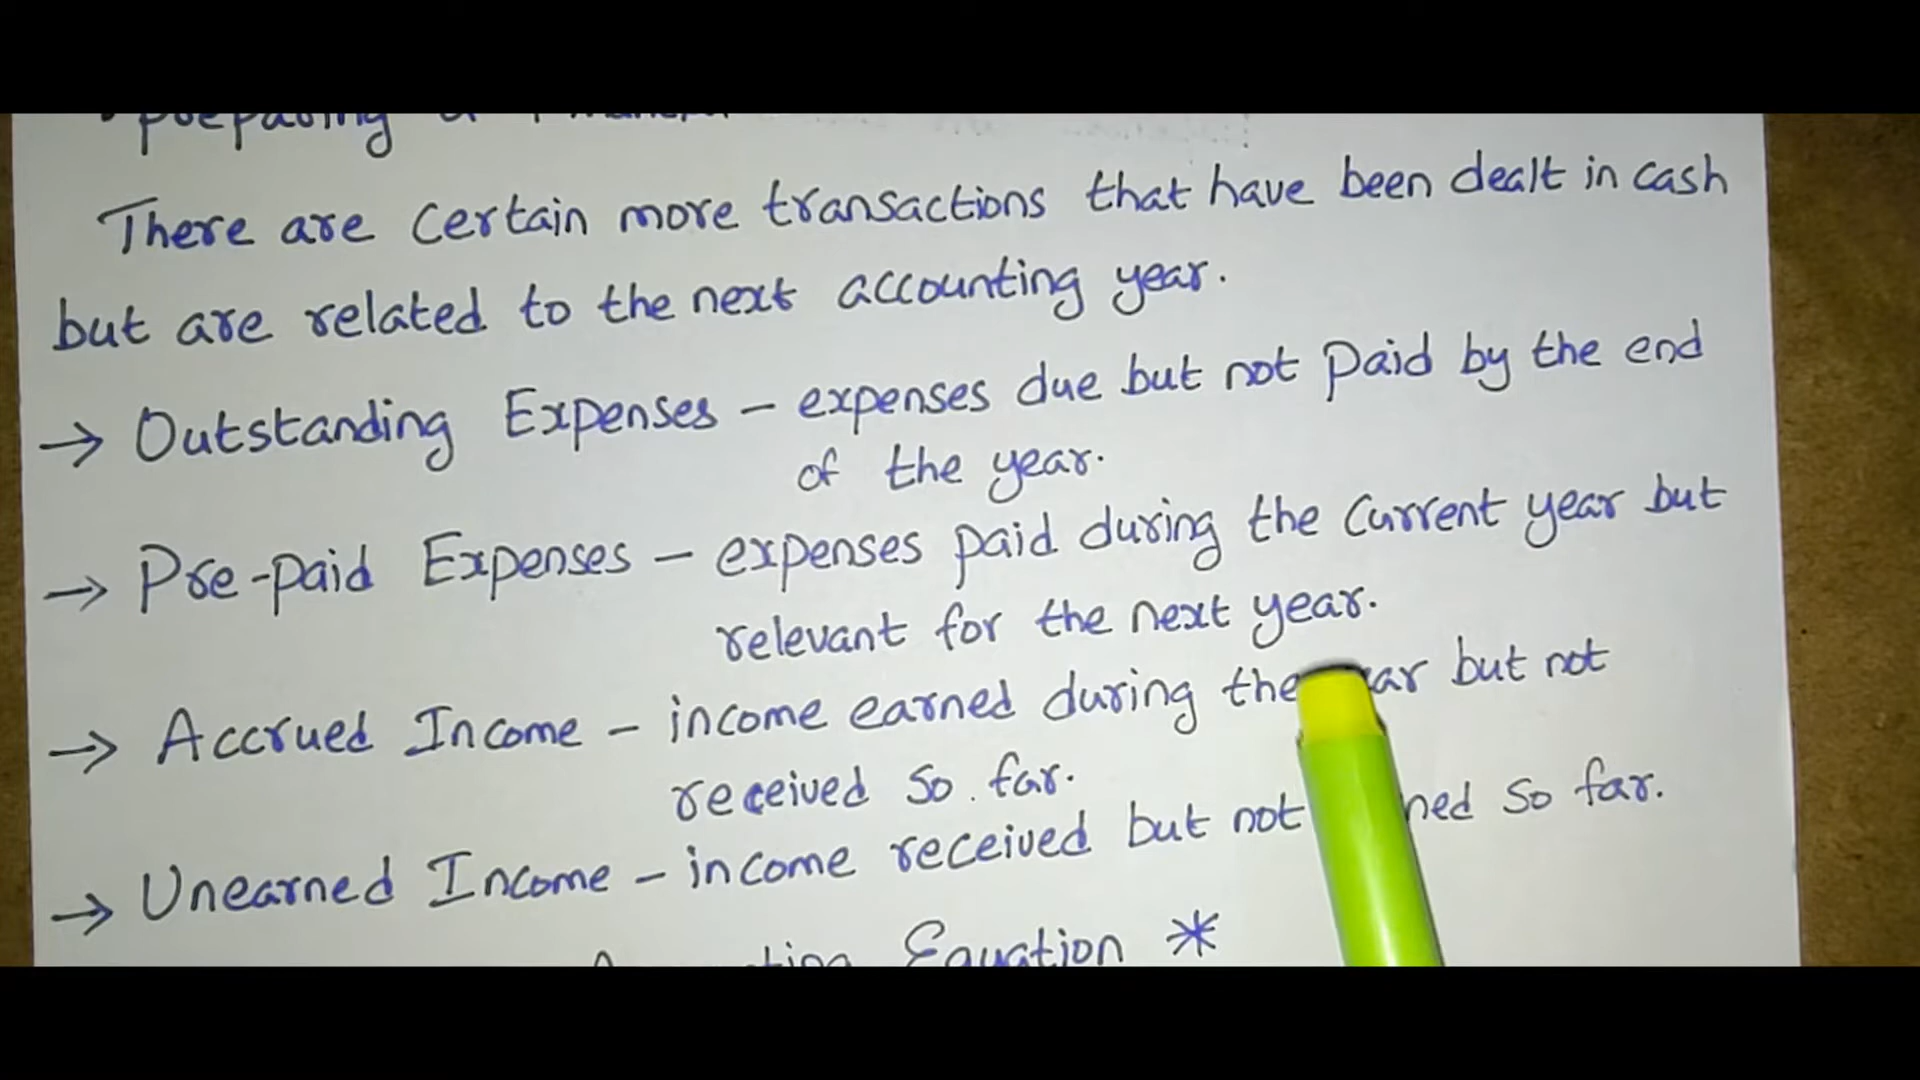 There are certain more transactions that have been dealt in cash
but are related to the next accounting year.
→ Outstanding Expenses - expenses due but not paid by the end
of the year.
→ Pre-paid Expenses - expenses paid during the current year but
relevant for the next year.
→ Accrued Income - income earned during the but not
received so far.
→ Unearned Income - income received but not so far.
Equation *